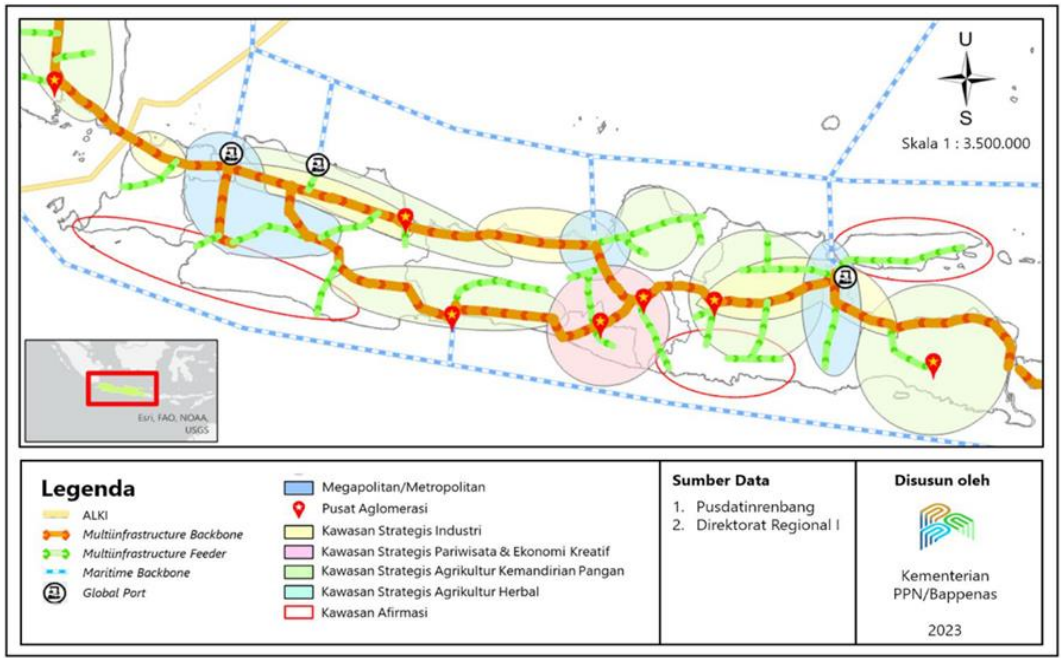 U
S
Skala 1 : 3.500.000
Esri, FAO, NOAA,
USGS
Legenda
ALKI
Multiinfrastructure Backbone
Multiinfrastructure Feeder
Maritime Backbone
Global Port
Megapolitan/Metropolitan
Pusat Aglomerasi
Kawasan Strategis Industri
Kawasan Strategis Pariwisata & Ekonomi Kreatif
Kawasan Strategis Agrikultur Kemandirian Pangan
Kawasan Strategis Agrikultur Herbal
Kawasan Afirmasi
Sumber Data
1. Pusdatinrenbang
2. Direktorat Regional I
Disusun oleh
Kementerian
PPN/Bappenas
2023